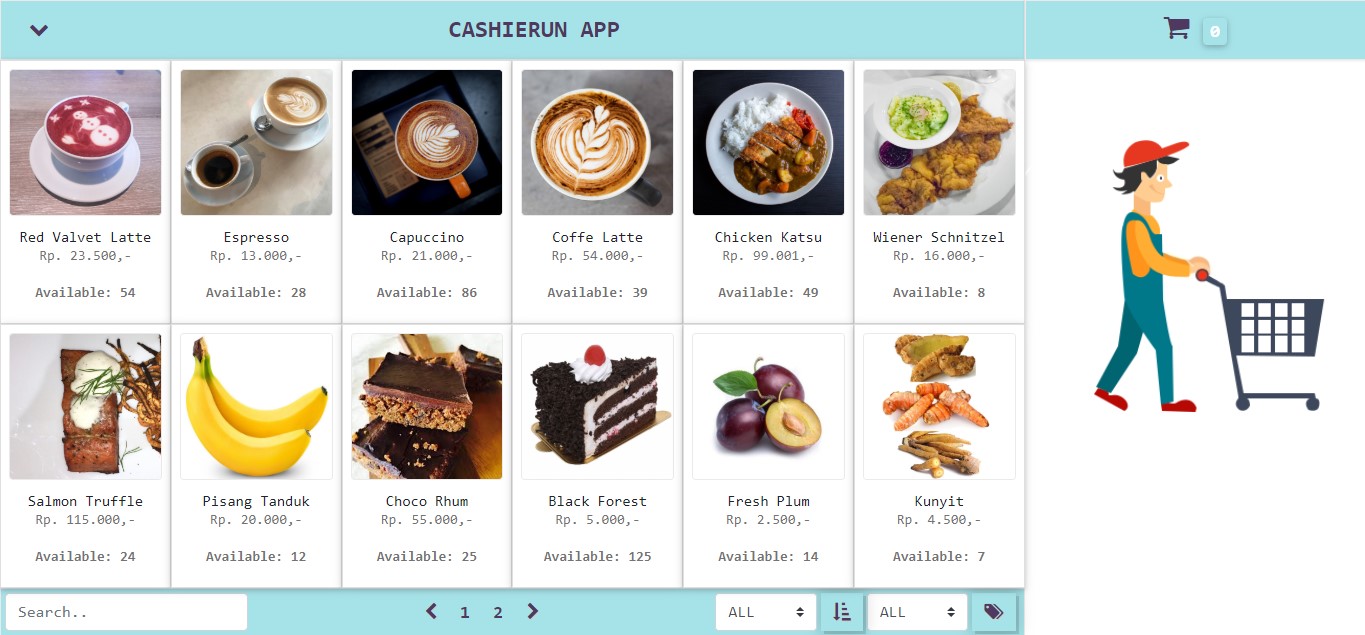 CASHIERUN APP
0
Red Valvet Latte
Rp. 23.500,-
Available: 54
Espresso
Rp. 13.000,-
Available: 28
Capuccino
Rp. 21.000,-
Available: 86
Coffe Latte
Rp. 54.000,-
Available: 39
Chicken Katsu
Rp. 99.001,-
Available: 49
Wiener Schnitzel
Rp. 16.000,-
Available: 8
Salmon Truffle
Rp. 115.000,-
Available: 24
Pisang Tanduk
Rp. 20.000,-
Available: 12
Choco Rhum
Rp. 55.000,-
Available: 25
Black Forest
Rp. 5.000,-
Available: 125
Fresh Plum
Rp. 2.500,-
Available: 14
Kunyit
Rp. 4.500,-
Available: 7
Search..
1 2
ALL
ALL